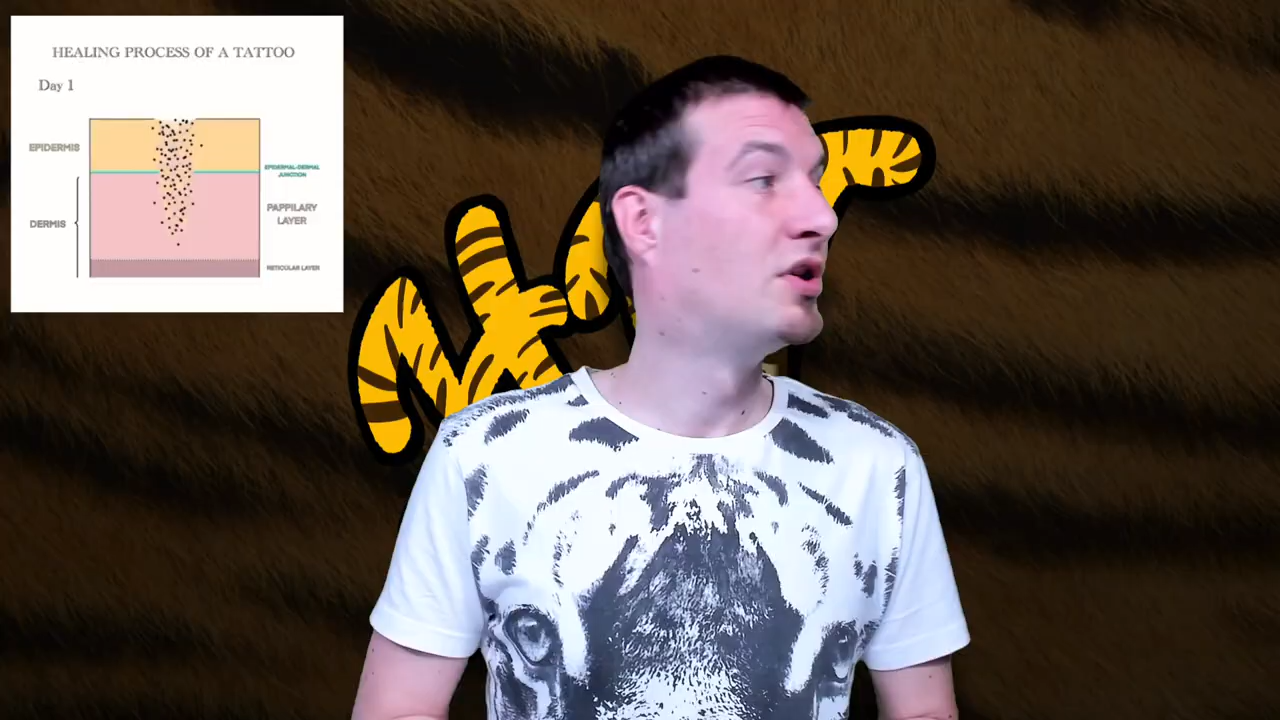 HEALING PROCESS OF A TATTOO
Day 1
EPIDERMIS
EPIDERMAL-DERMAL
JUNCTION
DERMIS
PAPPILARY
LAYER
RETICULAR LAYER